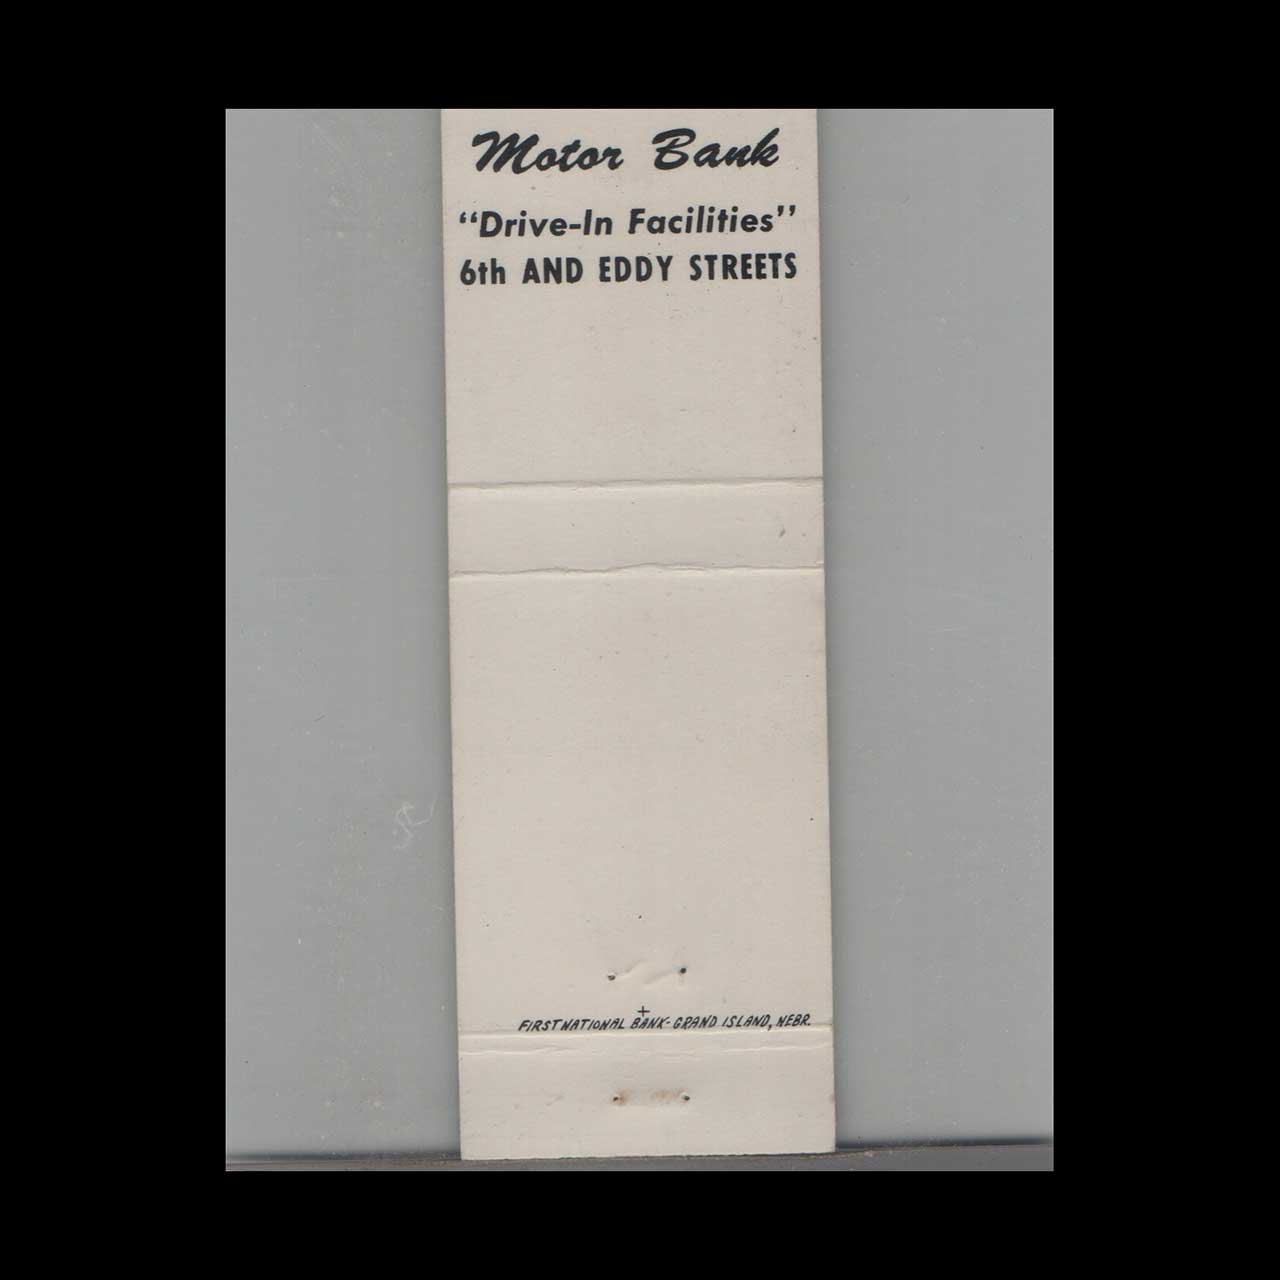 Motor Bank
“Drive-In Facilities”
6th AND EDDY STREETS
FIRST NATIONAL BANK-GRAND ISLAND, NEBR.